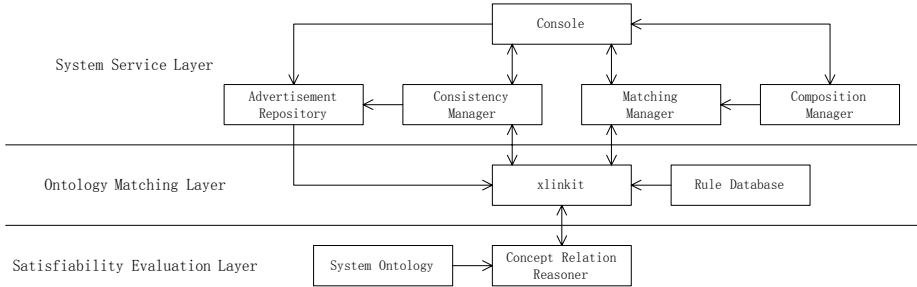 Console
System Service Layer
Advertisement
Repository
Consistency
Manager
Matching
Manager
Composition
Manager
Ontology Matching Layer
xlinkit
Rule Database
Satisfiability Evaluation Layer
System Ontology
Concept Relation
Reasoner